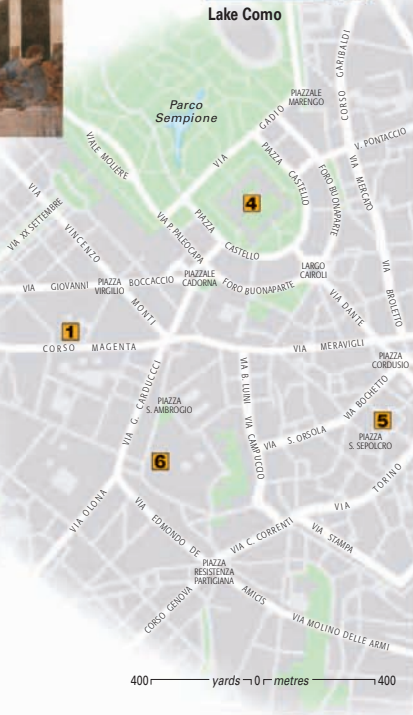 Lake Como
CORSO GARIBALDI
PIAZZALE
MARENGO
Parco
Sempione
VIA GADIO
V. PONTACCIO
VIALE MOLIERE
PIAZZA CASTELLO
FORO BUONAPARTE
VIA MERCATO
VIA
VIA XX SETTEMBRE
VINCENZO
MONTI
4
VIA P. PALEOCAPA
PIAZZA
CASTELLO
LARGO
CAIROLI
VIA BROLETTO
VIA GIOVANNI
PIAZZA
VIRGILIO
BOCCACCIO
PIAZZALE
CADORNA
FORO BUONAPARTE
VIA DANTE
1
CORSO MAGENTA
VIA MERAVIGLI
PIAZZA
CORDUSIO
VIA G. CARDUCCCI
VIA B. LUINI
VIA CAMPUCCIO
PIAZZA
S. AMBROGIO
VIA BOCHETTO
5
VIA S. ORSOLA
PIAZZA
S. SEPOLCRO
6
VIA TORINO
VIA OLONA
VIA EDMONDO DE
AMICIS
VIA C. CORRENTI
VIA STAMPA
PIAZZA
RESISTENZA
PARTIGIANA
CORSO GENOVA
VIA MOLINO DELLE ARMI
400 yards 0 metres 400